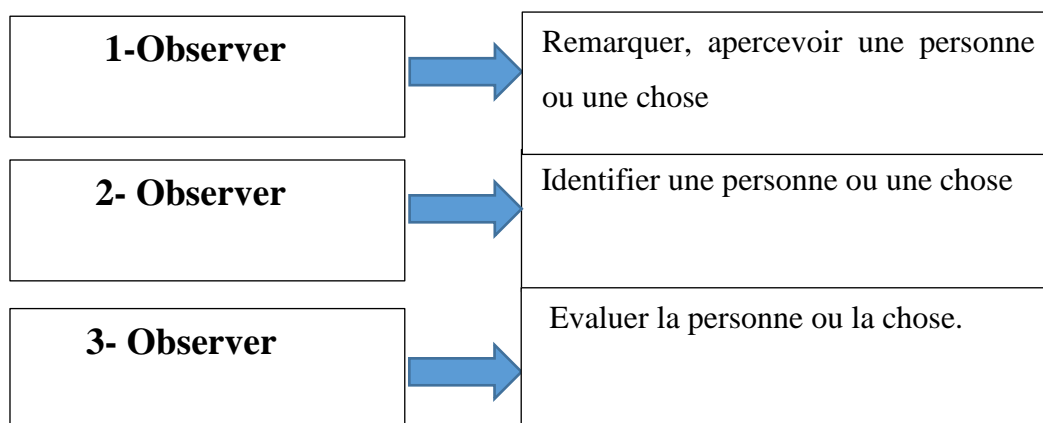 1-Observer
Remarquer, apercevoir une personne
ou une chose
2- Observer
Identifier une personne ou une chose
3- Observer
Evaluer la personne ou la chose.